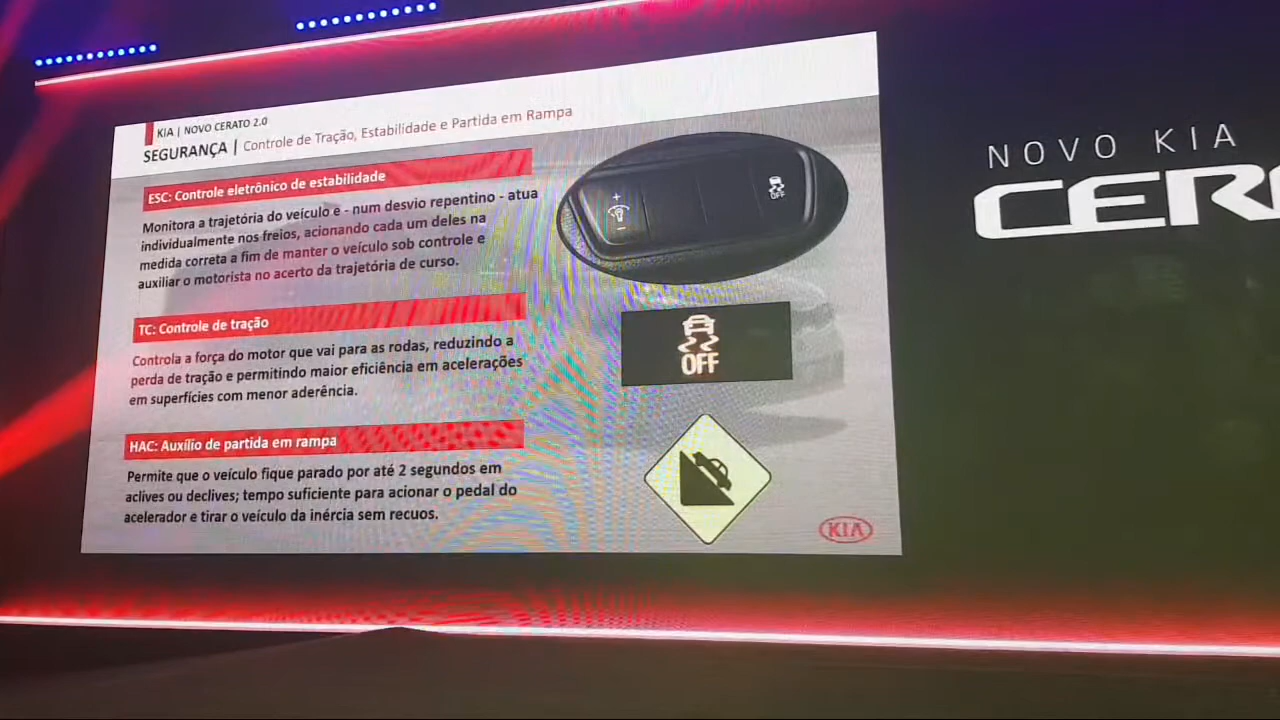 KIA | NOVO CERATO 2.0
SEGURANÇA | Controle de Tração, Estabilidade e Partida em Rampa
ESC: Controle eletrônico de estabilidade
Monitora a trajetória do veículo e - num desvio repentino - atua
individualmente nos freios, acionando cada um deles na
medida correta a fim de manter o veículo sob controle e
auxiliar o motorista no acerto da trajetória de curso.
TC: Controle de tração
Controla a força do motor que vai para as rodas, reduzindo a
perda de tração e permitindo maior eficiência em acelerações
em superfícies com menor aderência.
HAC: Auxílio de partida em rampa
Permite que o veículo fique parado por até 2 segundos em
aclives ou declives; tempo suficiente para acionar o pedal do
acelerador e tirar o veículo da inércia sem recuos.
OFF
OFF
KIA
NOVO KIA
CER